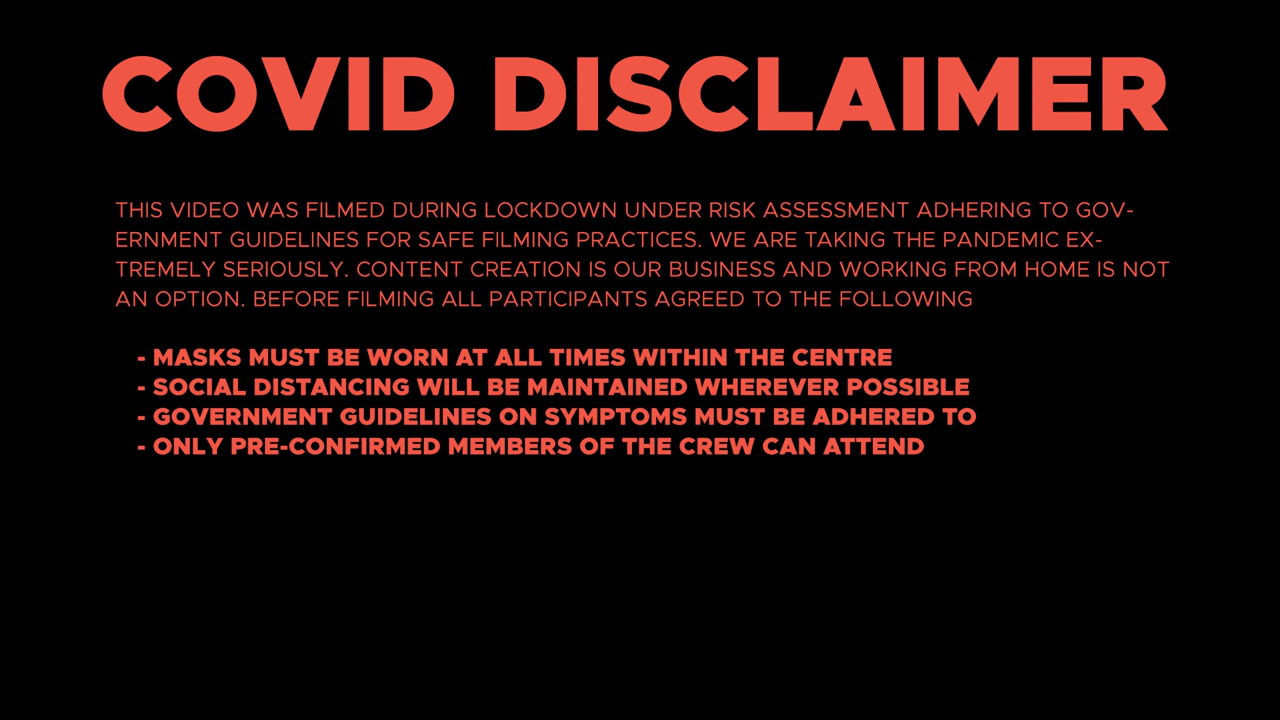 COVID DISCLAIMER
THIS VIDEO WAS FILMED DURING LOCKDOWN UNDER RISK ASSESSMENT ADHERING TO GOV-
ERNMENT GUIDELINES FOR SAFE FILMING PRACTICES. WE ARE TAKING THE PANDEMIC EX-
TREMELY SERIOUSLY. CONTENT CREATION IS OUR BUSINESS AND WORKING FROM HOME IS NOT
AN OPTION. BEFORE FILMING ALL PARTICIPANTS AGREED TO THE FOLLOWING
- MASKS MUST BE WORN AT ALL TIMES WITHIN THE CENTRE
- SOCIAL DISTANCING WILL BE MAINTAINED WHEREVER POSSIBLE
- GOVERNMENT GUIDELINES ON SYMPTOMS MUST BE ADHERED TO
- ONLY PRE-CONFIRMED MEMBERS OF THE CREW CAN ATTEND